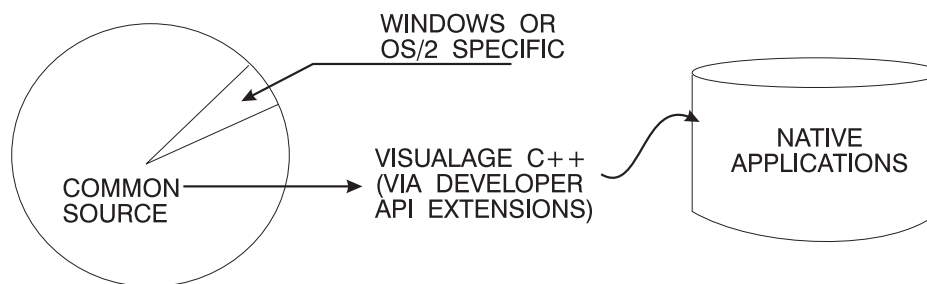 WINDOWS OR
OS/2 SPECIFIC
COMMON
SOURCE
VISUALAGE C++
(VIA DEVELOPER
API EXTENSIONS)
NATIVE
APPLICATIONS